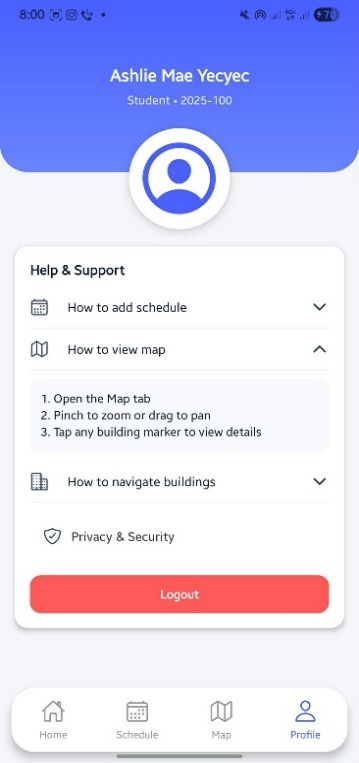 8:00
70
Ashlie Mae Yecyec
Student • 2025-100
Help & Support
How to add schedule
How to view map
1. Open the Map tab
2. Pinch to zoom or drag to pan
3. Tap any building marker to view details
How to navigate buildings
Privacy & Security
Logout
Home
Schedule
Map
Profile